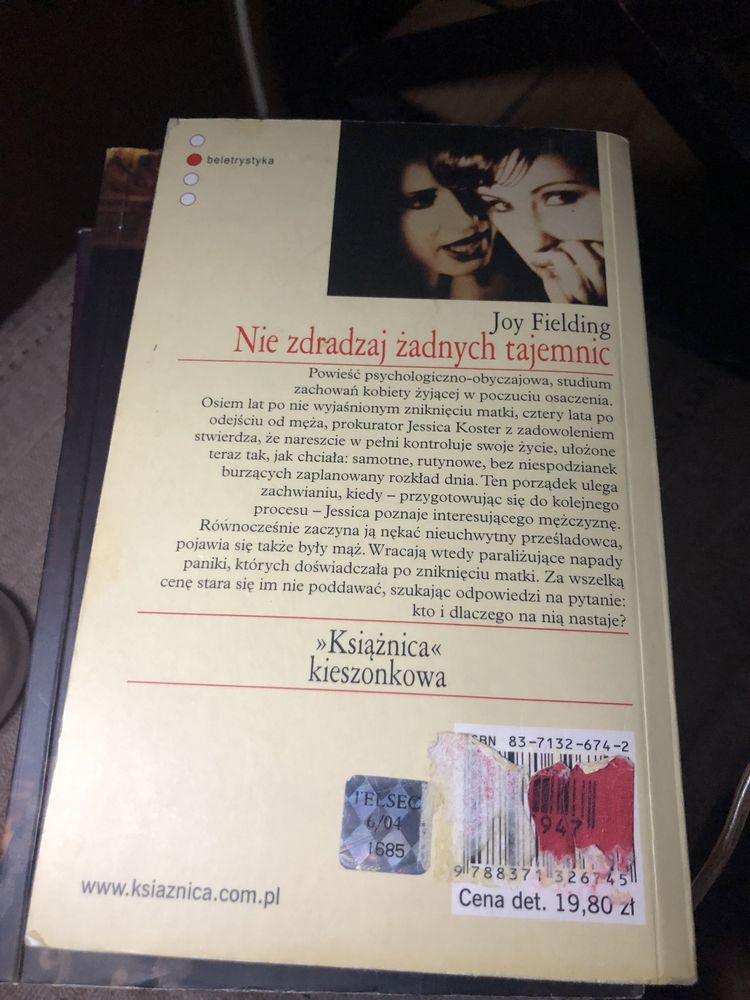 beletrystyka
Joy Fielding
Nie zdradzaj żadnych tajemnic
Powieść psychologiczno-obyczajowa, studium
zachowań kobiety żyjącej w poczuciu osaczenia.
Osiem lat po nie wyjaśnionym zniknięciu matki, cztery lata po
odejściu od męża, prokurator Jessica Koster z zadowoleniem
stwierdza, że nareszcie w pełni kontroluje swoje życie, ułożone
teraz tak, jak chciała: samotne, rutynowe, bez niespodzianek
burzących zaplanowany rozkład dnia. Ten porządek ulega
zachwianiu, kiedy – przygotowując się do kolejnego
procesu – Jessica poznaje interesującego mężczyznę.
Równocześnie zaczyna ją nękać nieuchwytny prześladowca,
pojawia się także były mąż. Wracają wtedy paraliżujące napady
paniki, których doświadczała po zniknięciu matki. Za wszelką
cenę stara się im nie poddawać, szukając odpowiedzi na pytanie:
kto i dlaczego na nią nastaje?
»Książnica«
kieszonkowa
ISBN 83-7132-674-2
TELSEC
6/04
1685
947
9 788371 326745
www.ksiaznica.com.pl
Cena det. 19,80 zł